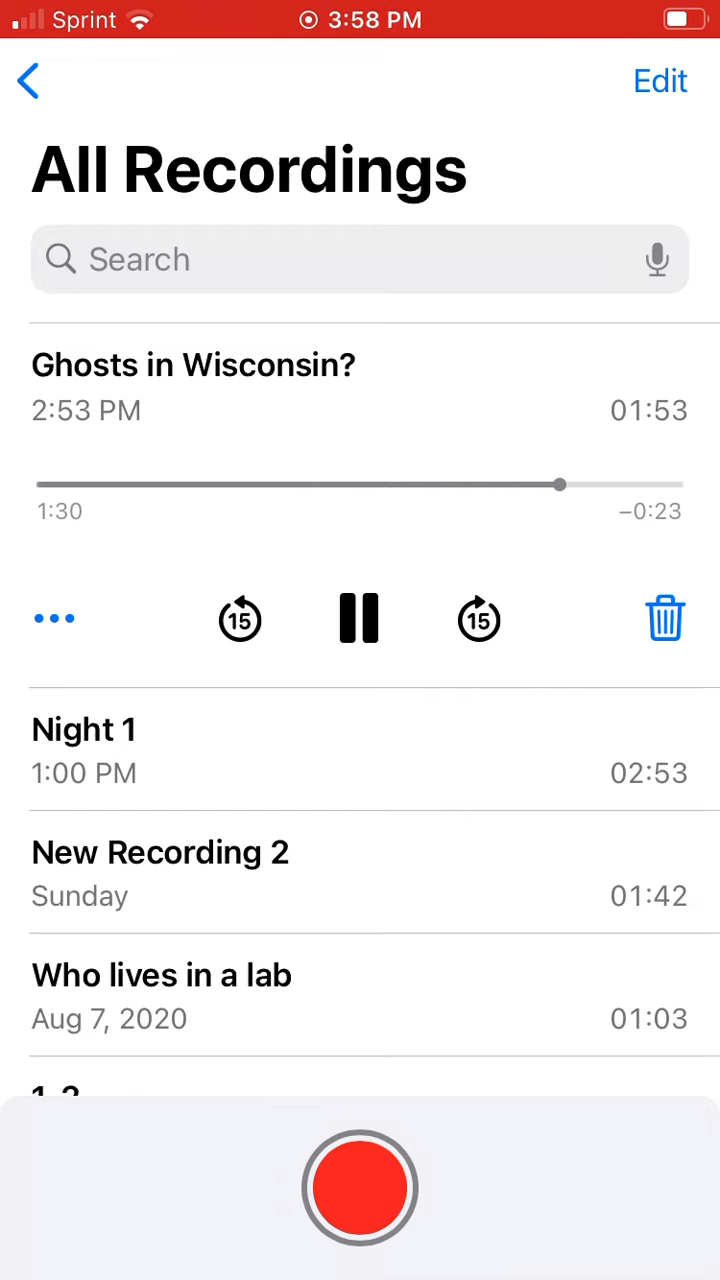 Sprint 3:58 PM
Edit
All Recordings
Search
Ghosts in Wisconsin?
2:53 PM 01:53
1:30 −0:23
15 15
Night 1
1:00 PM 02:53
New Recording 2
Sunday 01:42
Who lives in a lab
Aug 7, 2020 01:03